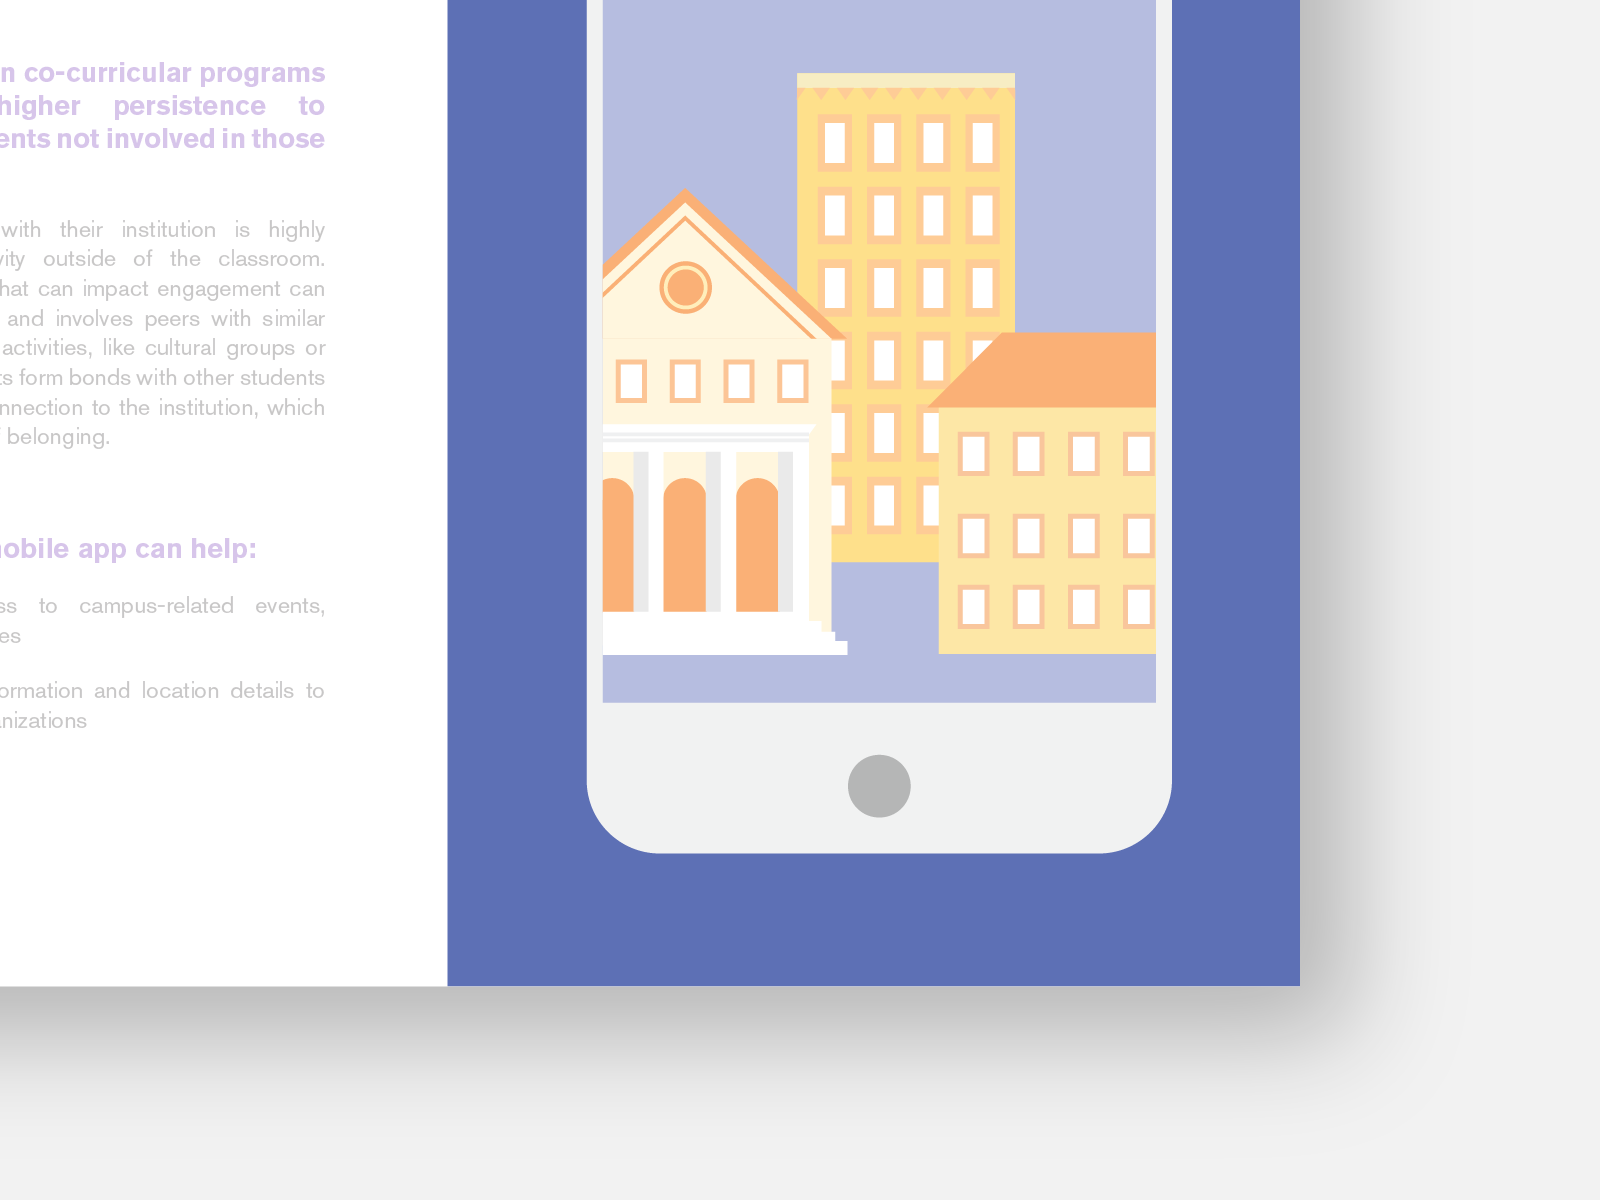 n co-curricular programs
higher persistence to
ents not involved in those
with their institution is highly
vity outside of the classroom.
hat can impact engagement can
and involves peers with similar
activities, like cultural groups or
ts form bonds with other students
nnection to the institution, which
belonging.
nobile app can help:
ss to campus-related events,
es
ormation and location details to
anizations